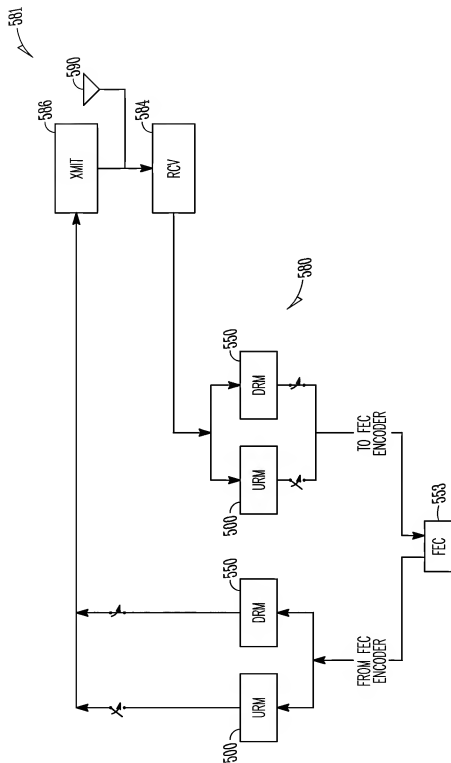 581
590
586
XMIT
584
RCV
580
550
DRM
URM
500
TO FEC
ENCODER
553
FEC
550
DRM
URM
500
FROM FEC
ENCODER